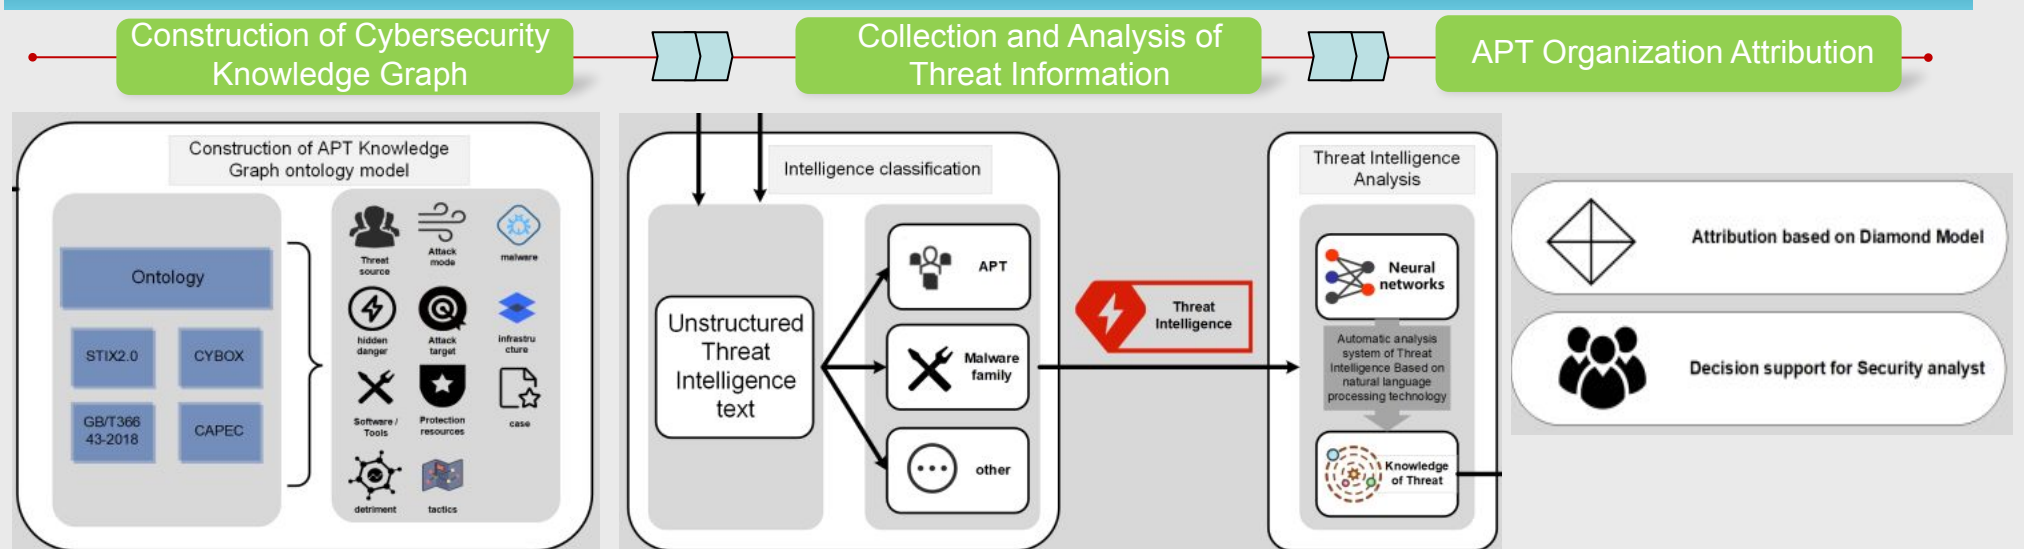 Construction of Cybersecurity
Knowledge Graph
Collection and Analysis of
Threat Information
APT Organization Attribution
Construction of APT Knowledge
Graph ontology model
Ontology
STIX2.0
CYBOX
GB/T366
43-2018
CAPEC
Threat
source
Attack
mode
malware
hidden
danger
Attack
target
infrastru
cture
Software /
Tools
Protection
resources
case
detriment
tactics
Intelligence classification
Unstructured
Threat
Intelligence
text
APT
Malware
family
other
Threat
Intelligence
Threat Intelligence
Analysis
Neural
networks
Automatic analysis
system of Threat
Intelligence Based on
natural language
processing technology
Knowledge
of Threat
Attribution based on Diamond Model
Decision support for Security analyst